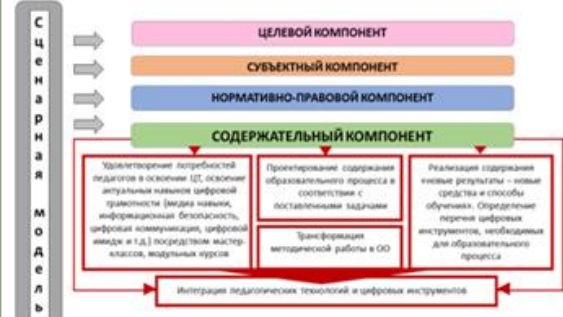 Сценарная модель
ЦЕЛЕВОЙ КОМПОНЕНТ
СУБЪЕКТНЫЙ КОМПОНЕНТ
НОРМАТИВНО-ПРАВОВОЙ КОМПОНЕНТ
СОДЕРЖАТЕЛЬНЫЙ КОМПОНЕНТ
Удовлетворение потребностей
педагогов в освоении ЦТ, освоение
актуальных навыков цифровой
грамотности (медиа навыки,
информационная безопасность,
цифровая коммуникация, цифровой
имидж и т.д.) посредством мастер-
классов, модульных курсов
Проектирование содержания
образовательного процесса в
соответствии с
поставленными задачами
Трансформация
методической работы в ОО
Реализация содержания
«новые результаты – новые
средства и способы
обучения». Определение
перечня цифровых
инструментов, необходимых
для образовательного
процесса
Интеграция педагогических технологий и цифровых инструментов